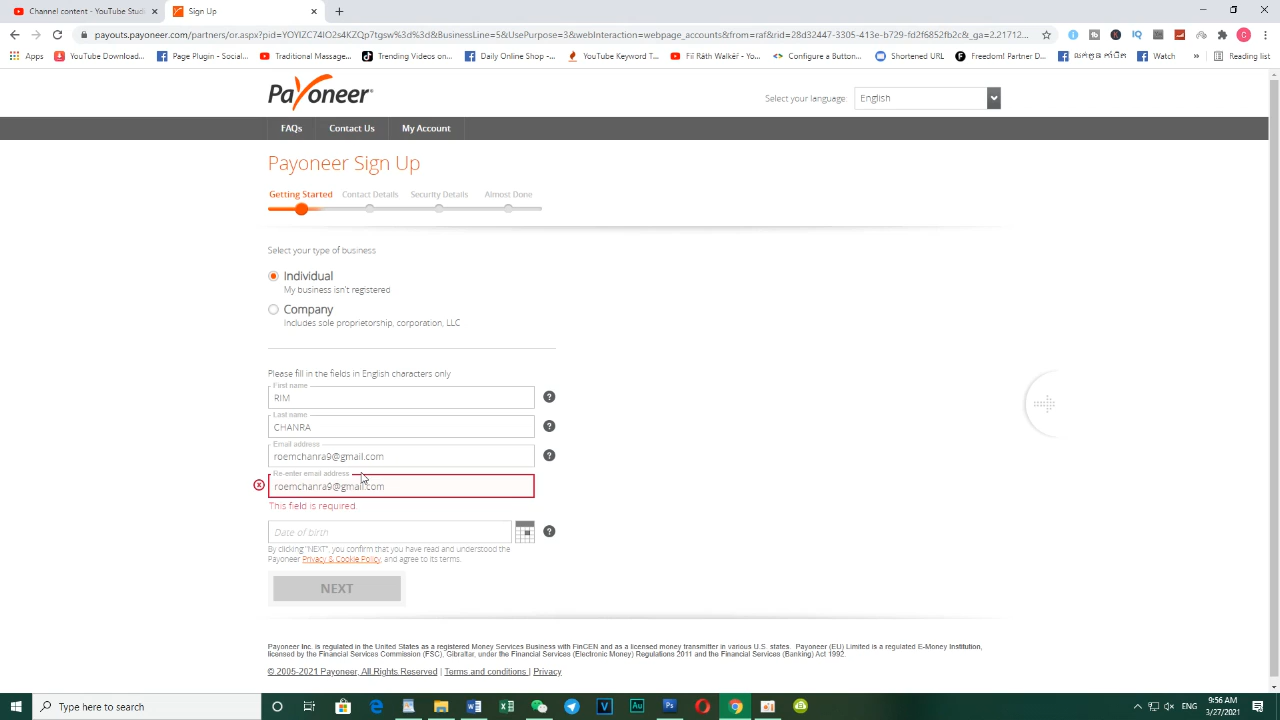 Channel content - YouTube Studi
Sign Up
payouts.payoneer.com/partners/or.aspx?pid=YOYIZC74IO2s4ZKQp7tgsw%3d%3d&BusinessLine=5&UsePurpose=3&webInteraction=webpage_accounts&from=raf&rid=28d32447-3305-413e-b729-fd2f6852fb2c&_ga=2.21712...
Apps YouTube Download... Page Plugin - Social... Traditional Massage... Trending Videos on... Daily Online Shop -... YouTube Keyword T... Configure a Button... Shortened URL Freedom! Partner D... Watch » Reading list
Payoneer
Select your language: English
FAQs Contact Us My Account
Payoneer Sign Up
Getting Started Contact Details Security Details Almost Done
Select your type of business
Individual
My business isn't registered
Company
Includes sole proprietorship, corporation, LLC
Please fill in the fields in English characters only
First name
RIM
Last name
CHANRA
Email address
roemchanra9@gmail.com
Re-enter email address
roemchanra9@gmail.com
This field is required
Date of birth
By clicking "NEXT", you confirm that you have read and understood the
Payoneer Privacy & Cookie Policy, and agree to its terms.
NEXT
Payoneer Inc. is regulated in the United States as a registered Money Services Business with FinCEN and as a licensed money transmitter in various U.S. states. Payoneer (EU) Limited is a regulated E-Money Institution,
licensed by the Financial Services Commission (FSC), Gibraltar, under the Financial Services (Electronic Money) Regulations 2011 and the Financial Services (Banking) Act 1992.
© 2005-2021 Payoneer, All Rights Reserved | Terms and conditions | Privacy
Type here to search
9:56 AM
3/27/2021